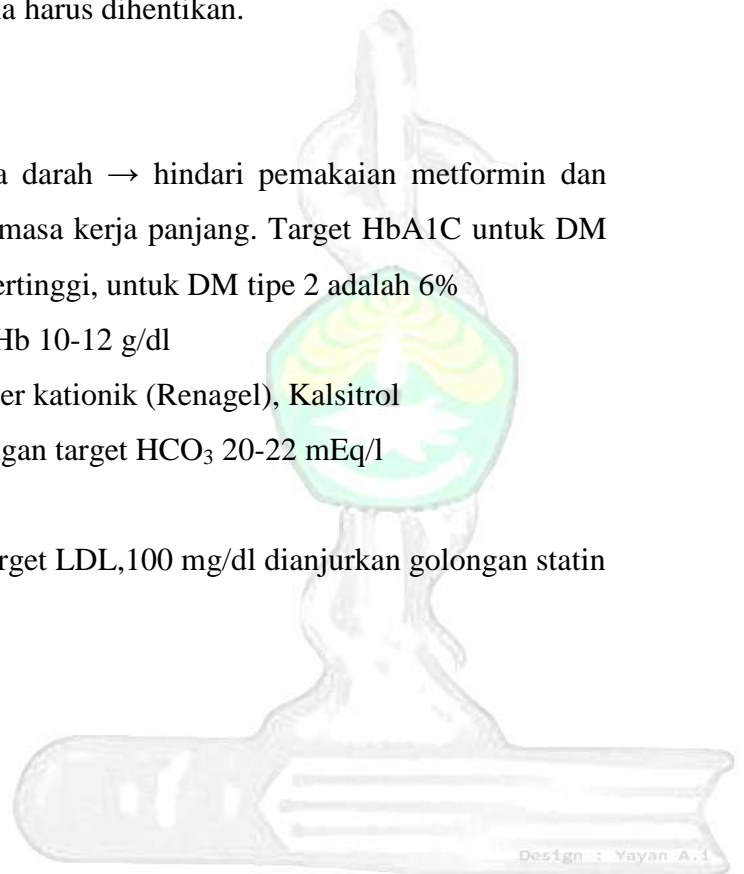 a harus dihentikan.
a darah → hindari pemakaian metformin dan
masa kerja panjang. Target HbA1C untuk DM
ertinggi, untuk DM tipe 2 adalah 6%
Hb 10-12 g/dl
er kationik (Renagel), Kalsitrol
ngan target HCO₃ 20-22 mEq/l
rget LDL,100 mg/dl dianjurkan golongan statin
Design : Yayan A.i